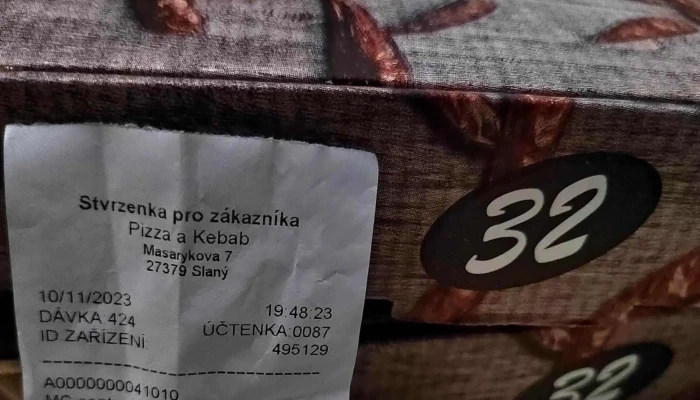 Stvrzenka pro zákazníka
Pizza a Kebab
Masarykova 7
27379 Slaný
10/11/2023 19:48:23
DÁVKA:424 ÚČTENKA:0087
ID ZAŘÍZENÍ: 495129
A0000000041010
32
32